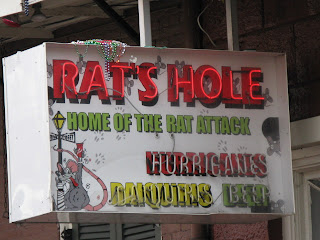 RAT'S HOLE
HOME OF THE RAT ATTACK
HURRICANES
DAIQUIRIS